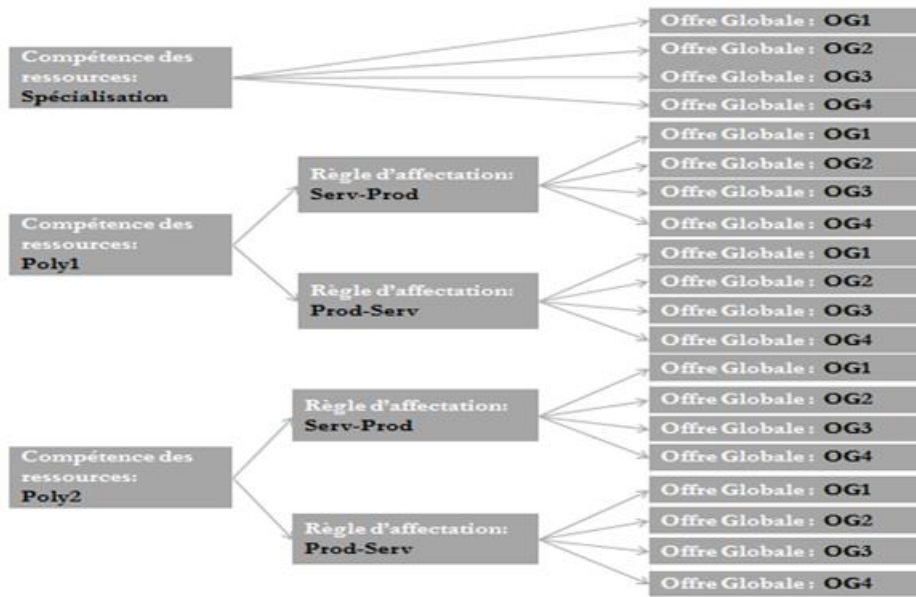 Compétence des
ressources:
Spécialisation
Offre Globale : OG1
Offre Globale : OG2
Offre Globale : OG3
Offre Globale : OG4
Compétence des
ressources:
Poly1
Règle d'affectation:
Serv-Prod
Offre Globale : OG1
Offre Globale : OG2
Offre Globale : OG3
Offre Globale : OG4
Règle d'affectation:
Prod-Serv
Offre Globale : OG1
Offre Globale : OG2
Offre Globale : OG3
Offre Globale : OG4
Compétence des
ressources:
Poly2
Règle d'affectation:
Serv-Prod
Offre Globale : OG1
Offre Globale : OG2
Offre Globale : OG3
Offre Globale : OG4
Règle d'affectation:
Prod-Serv
Offre Globale : OG1
Offre Globale : OG2
Offre Globale : OG3
Offre Globale : OG4